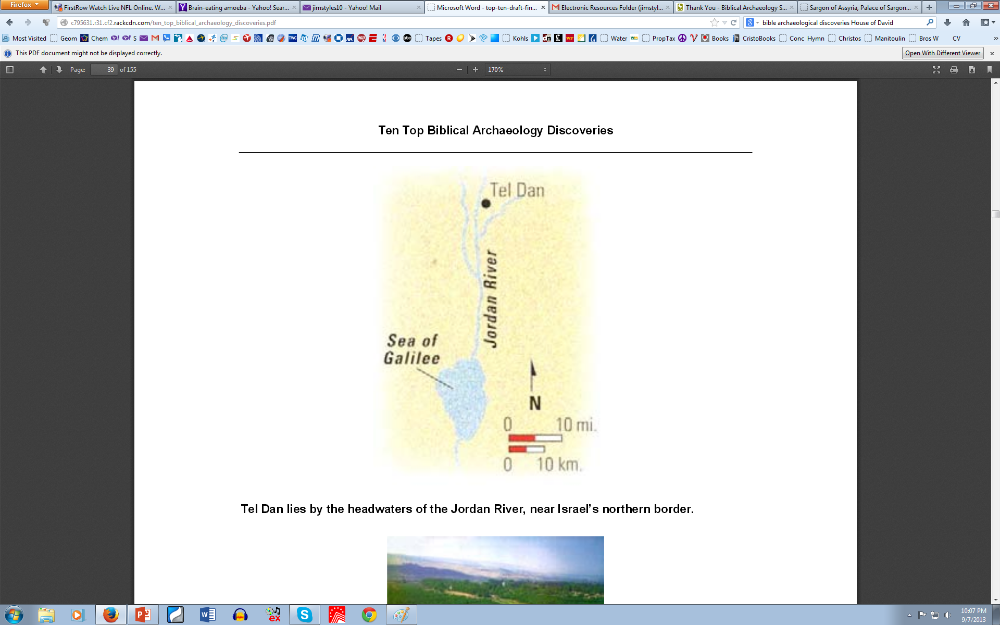 Firefox
FirstRow Watch Live NFL Online. W...
Brain-eating amoeba - Yahoo! Sear...
jimstyles10 - Yahoo! Mail
Microsoft Word - top-ten-draft-fin...
Electronic Resources Folder (jimstyl...
Thank You - Biblical Archaeology S...
Sargon of Assyria, Palace of Sargon...
c795631.r31.cf2.rackcdn.com/ten_top_biblical_archaeology_discoveries.pdf
bible archaeological discoveries House of David
Most Visited Geom Chem S Tapes Kohls Water PropTax Books CristoBooks Conc Hymn Christos Manitoulin Bros W CV
This PDF document might not be displayed correctly.
Open With Different Viewer
Page: 39 of 155
170%
Ten Top Biblical Archaeology Discoveries
Tel Dan
Jordan River
Sea of
Galilee
N
0 10 mi.
0 10 km.
Tel Dan lies by the headwaters of the Jordan River, near Israel's northern border.
10:07 PM
9/7/2013